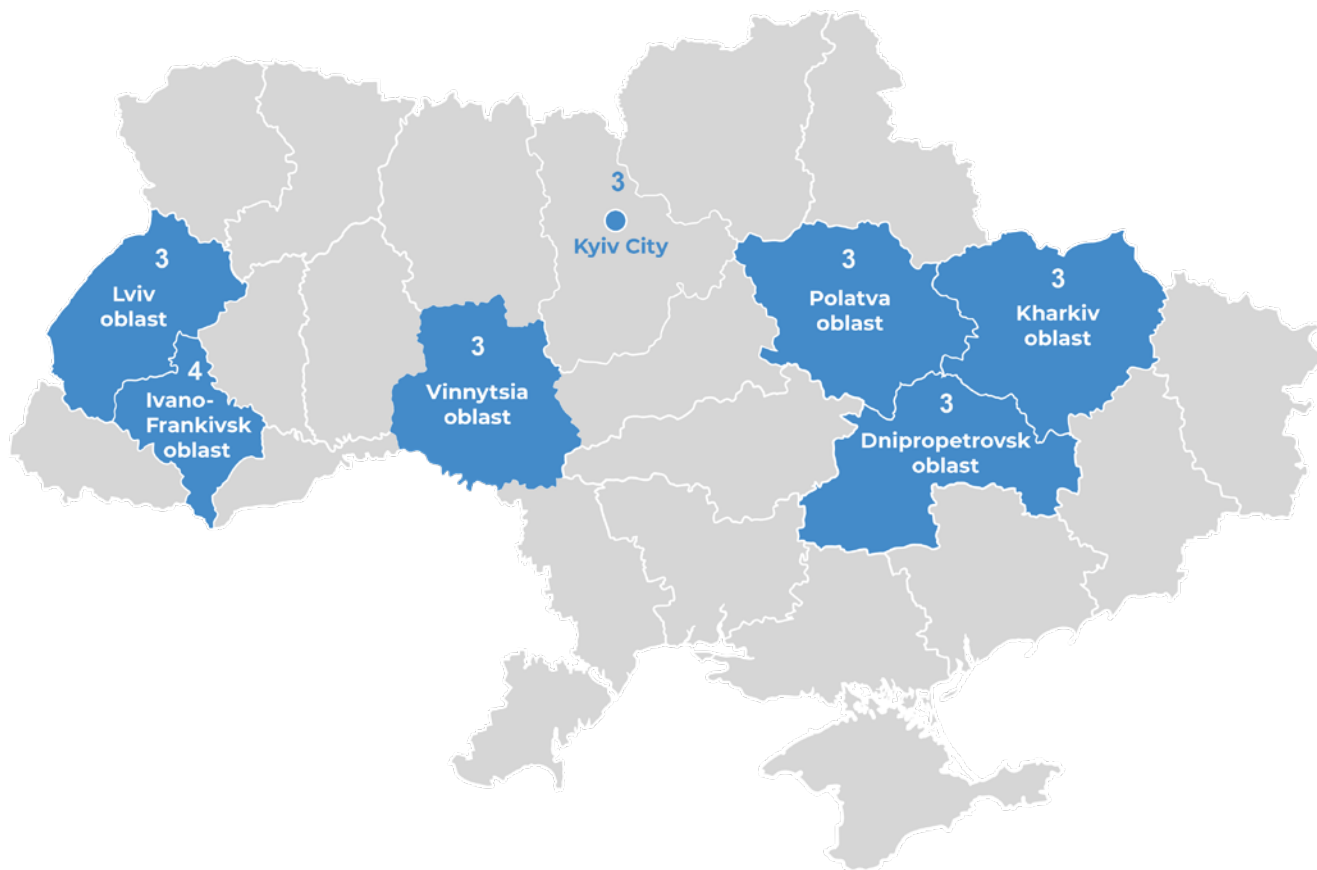 3
Kyiv City
3
Lviv
oblast
4
Ivano-
Frankivsk
oblast
3
Vinnytsia
oblast
3
Polatva
oblast
3
Kharkiv
oblast
3
Dnipropetrovsk
oblast